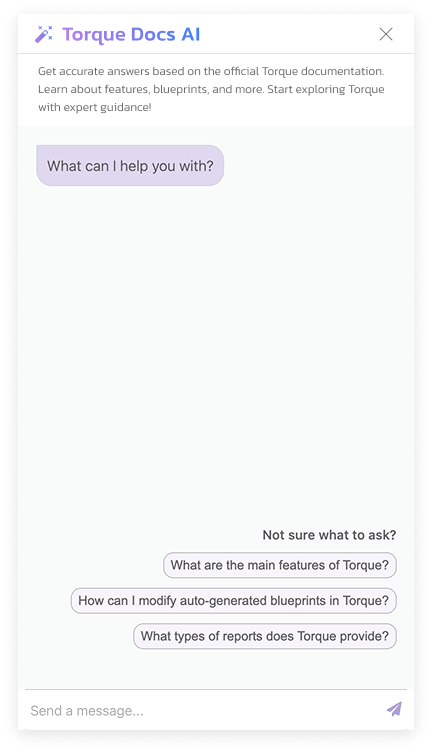 Torque Docs AI
Get accurate answers based on the official Torque documentation.
Learn about features, blueprints, and more. Start exploring Torque
with expert guidance!
What can I help you with?
Not sure what to ask?
What are the main features of Torque?
How can I modify auto-generated blueprints in Torque?
What types of reports does Torque provide?
Send a message...